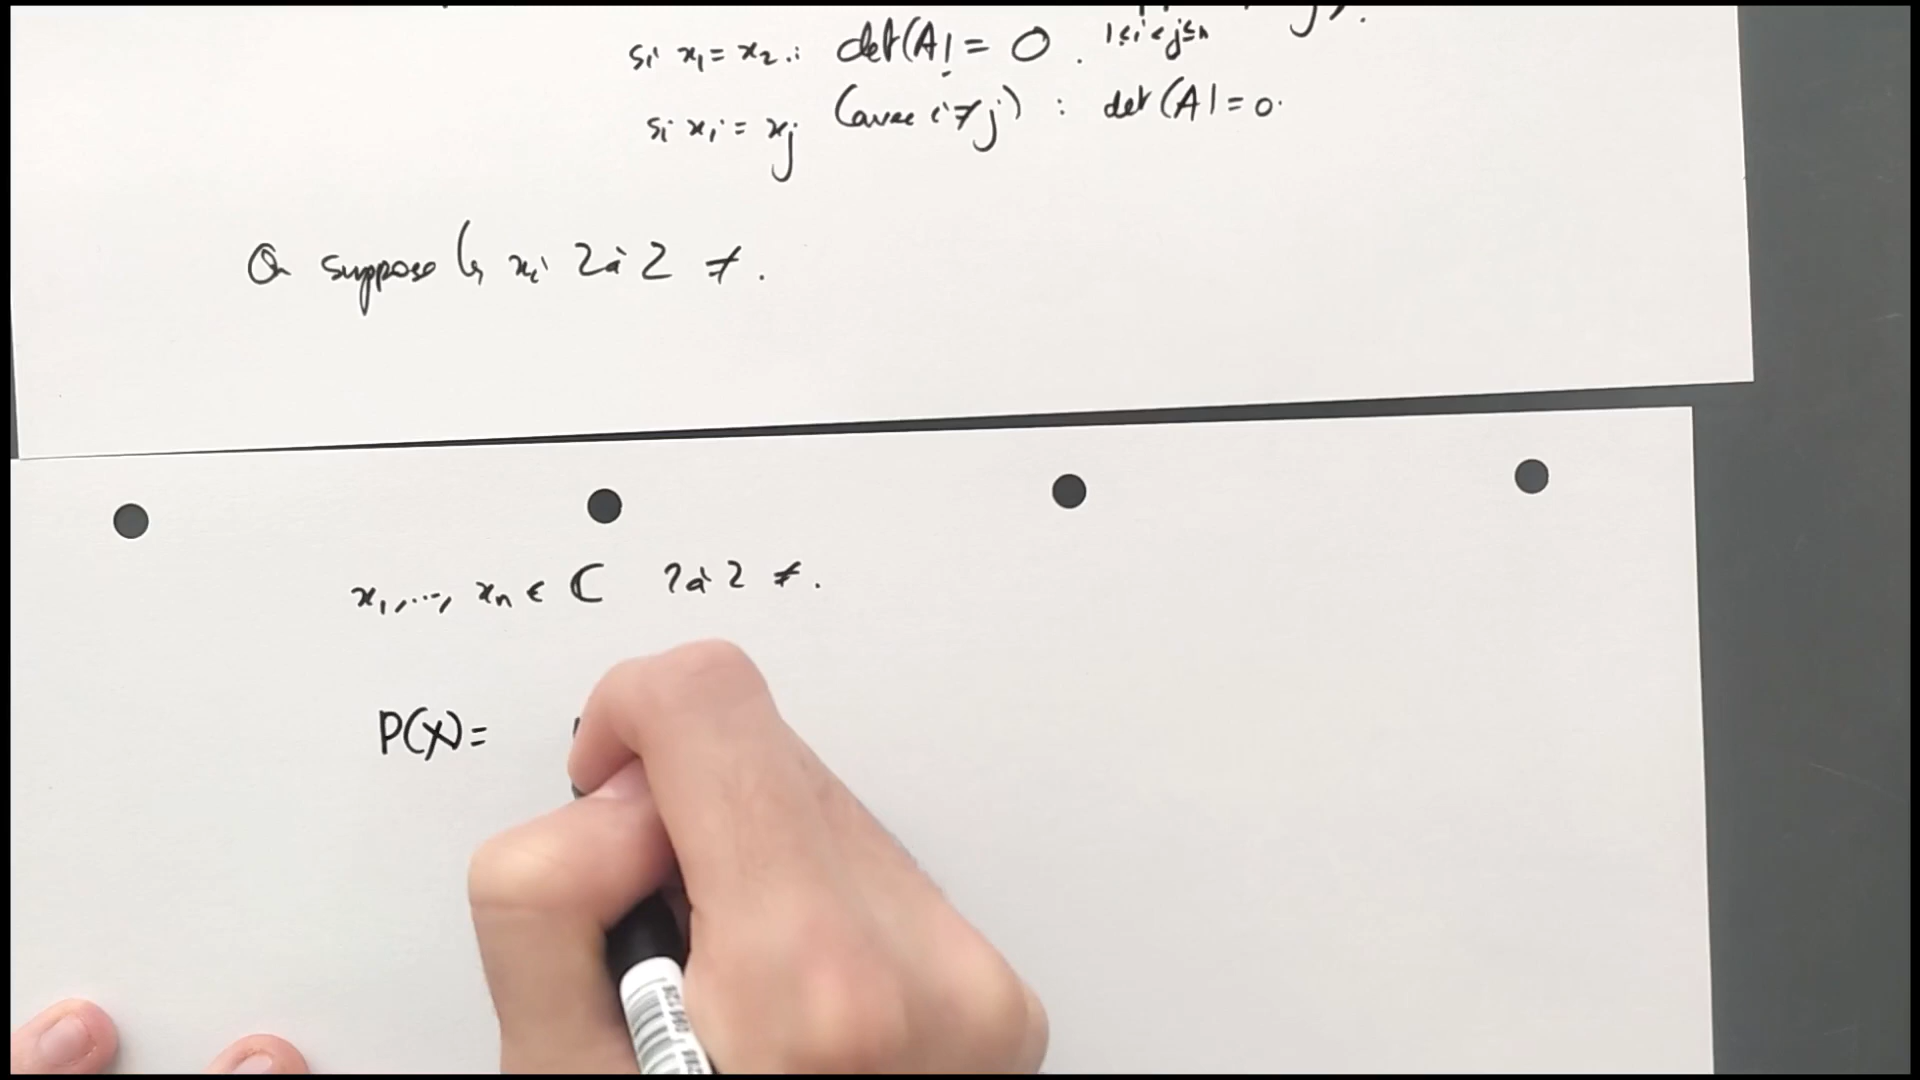 si x₁ = x₂ : det(A) = 0 . 1≤i<j≤n
si xᵢ = xⱼ (avec i≠j) : det(A) = 0.
On suppose les xᵢ 2 à 2 ≠ .
x₁,..., xₙ ∈ ℂ 2 à 2 ≠ .
P(X) =